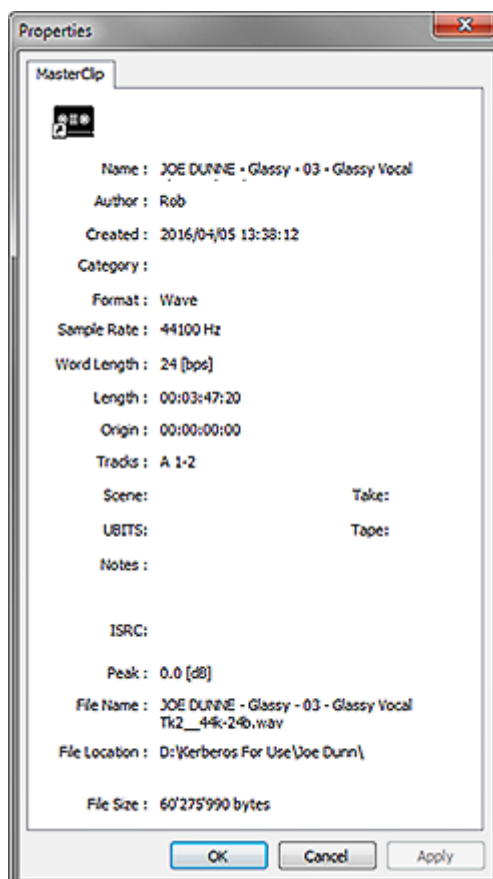 Properties
MasterClip
Name : JOE DUNNE - Glassy - 03 - Glassy Vocal
Author : Rob
Created : 2016/04/05 13:38:12
Category :
Format : Wave
Sample Rate : 44100 Hz
Word Length : 24 [bps]
Length : 00:03:47:20
Origin : 00:00:00:00
Tracks : A 1-2
Scene: Take:
UBITS: Tape:
Notes :
ISRC:
Peak : 0.0 [dB]
File Name : JOE DUNNE - Glassy - 03 - Glassy Vocal
Tk2__44k-24b.wav
File Location : D:\Kerberos For Use\Joe Dunn\
File Size : 60'275'990 bytes
OK Cancel Apply